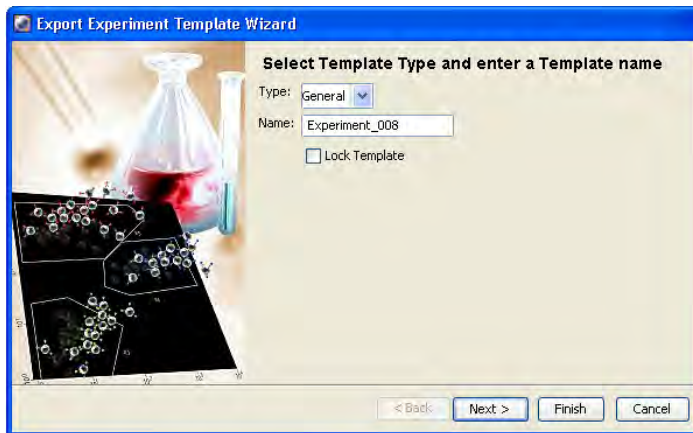 Export Experiment Template Wizard
Select Template Type and enter a Template name
Type: General
Name: Experiment_008
Lock Template
< Back Next > Finish Cancel